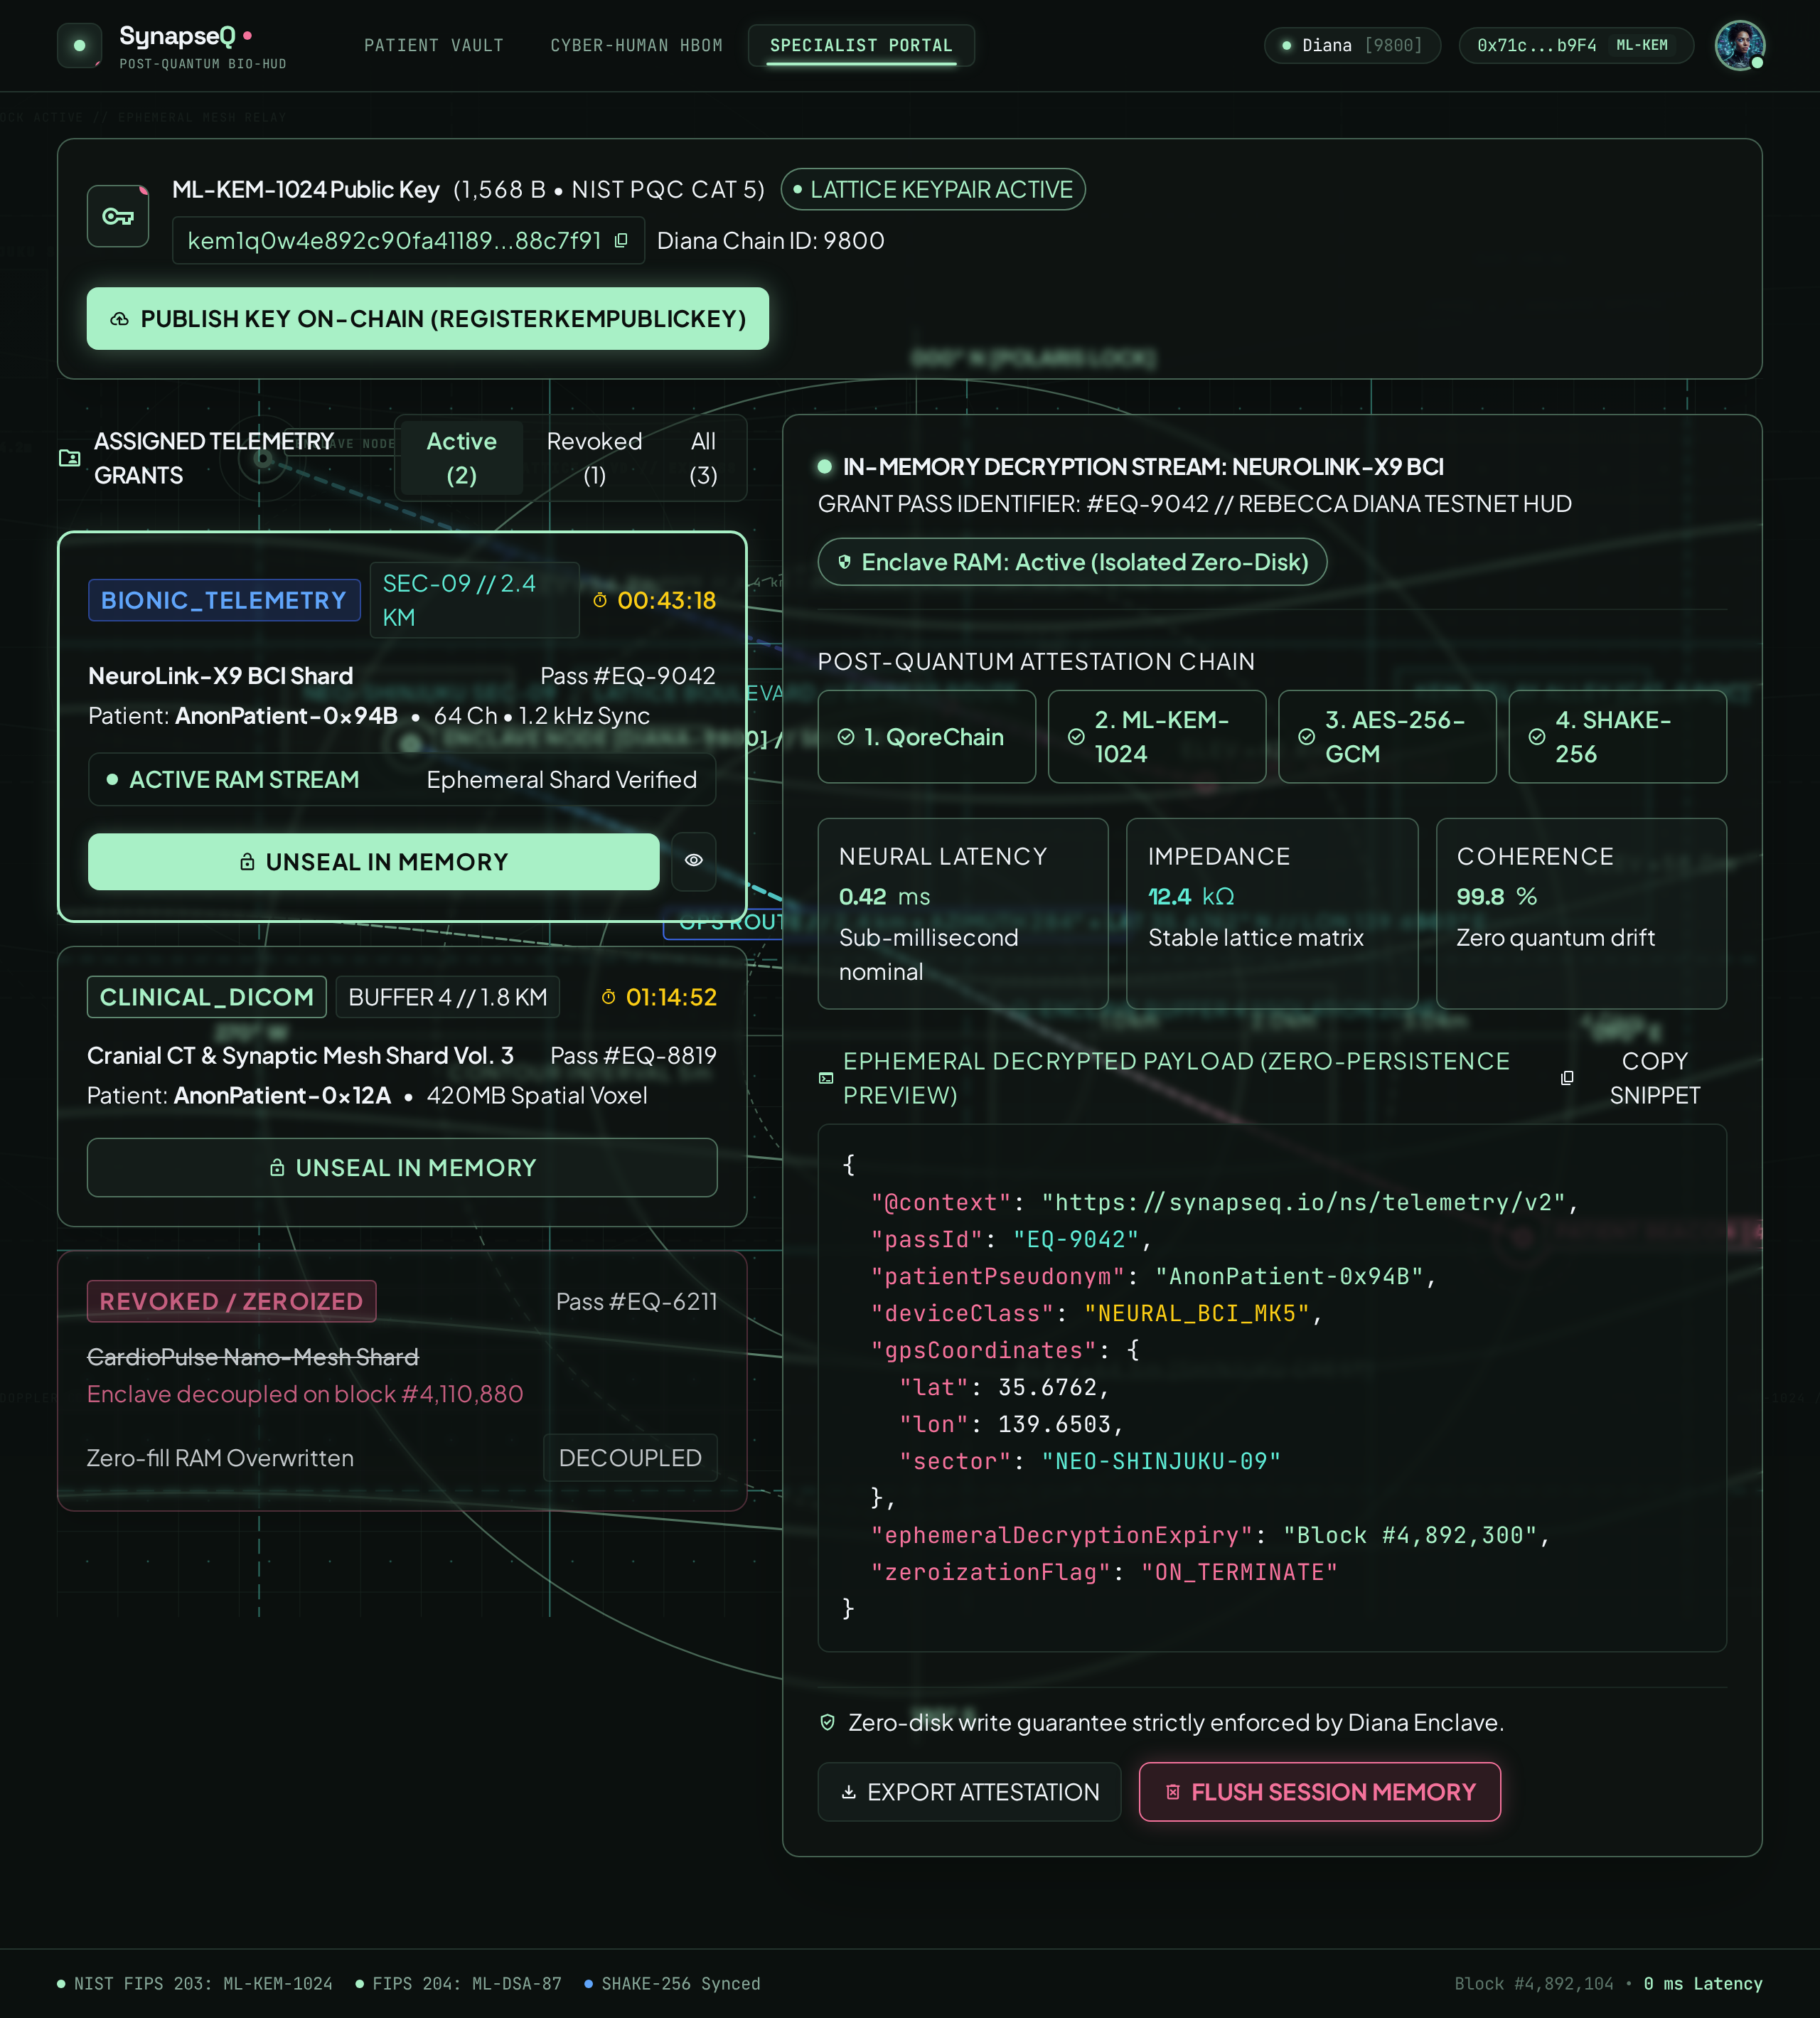 SynapseQ
POST-QUANTUM BIO-HUD
PATIENT VAULT
CYBER-HUMAN HBOM
SPECIALIST PORTAL
Diana [9800]
0x71c...b9F4 ML-KEM
OCK ACTIVE // EPHEMERAL MESH RELAY
ML-KEM-1024 Public Key (1,568 B • NIST PQC CAT 5)
LATTICE KEYPAIR ACTIVE
kem1q0w4e892c90fa41189...88c7f91
Diana Chain ID: 9800
PUBLISH KEY ON-CHAIN (REGISTERKEMPUBLICKEY)
000° N [POLARIS LOCK]
ASSIGNED TELEMETRY
GRANTS
Active
(2)
Revoked
(1)
All
(3)
BIONIC_TELEMETRY
SEC-09 // 2.4
KM
00:43:18
NeuroLink-X9 BCI Shard
Pass #EQ-9042
Patient: AnonPatient-0x94B • 64 Ch • 1.2 kHz Sync
ACTIVE RAM STREAM
Ephemeral Shard Verified
UNSEAL IN MEMORY
GPS ROUT
CLINICAL_DICOM
BUFFER 4 // 1.8 KM
01:14:52
270° W
Cranial CT & Synaptic Mesh Shard Vol. 3
Pass #EQ-8819
Patient: AnonPatient-0x12A • 420MB Spatial Voxel
UNSEAL IN MEMORY
REVOKED / ZEROIZED
Pass #EQ-6211
CardioPulse Nano-Mesh Shard
Enclave decoupled on block #4,110,880
Zero-fill RAM Overwritten
DECOUPLED
IN-MEMORY DECRYPTION STREAM: NEUROLINK-X9 BCI
GRANT PASS IDENTIFIER: #EQ-9042 // REBECCA DIANA TESTNET HUD
Enclave RAM: Active (Isolated Zero-Disk)
POST-QUANTUM ATTESTATION CHAIN
1. QoreChain
2. ML-KEM-
1024
3. AES-256-
GCM
4. SHAKE-
256
NEURAL LATENCY
0.42 ms
Sub-millisecond
nominal
IMPEDANCE
12.4 kΩ
Stable lattice matrix
COHERENCE
99.8 %
Zero quantum drift
EPHEMERAL DECRYPTED PAYLOAD (ZERO-PERSISTENCE
PREVIEW)
COPY
SNIPPET
{
"@context": "https://synapseq.io/ns/telemetry/v2",
"passId": "EQ-9042",
"patientPseudonym": "AnonPatient-0x94B",
"deviceClass": "NEURAL_BCI_MK5",
"gpsCoordinates": {
"lat": 35.6762,
"lon": 139.6503,
"sector": "NEO-SHINJUKU-09"
},
"ephemeralDecryptionExpiry": "Block #4,892,300",
"zeroizationFlag": "ON_TERMINATE"
}
Zero-disk write guarantee strictly enforced by Diana Enclave.
EXPORT ATTESTATION
FLUSH SESSION MEMORY
NIST FIPS 203: ML-KEM-1024
FIPS 204: ML-DSA-87
SHAKE-256 Synced
Block #4,892,104 • 0 ms Latency